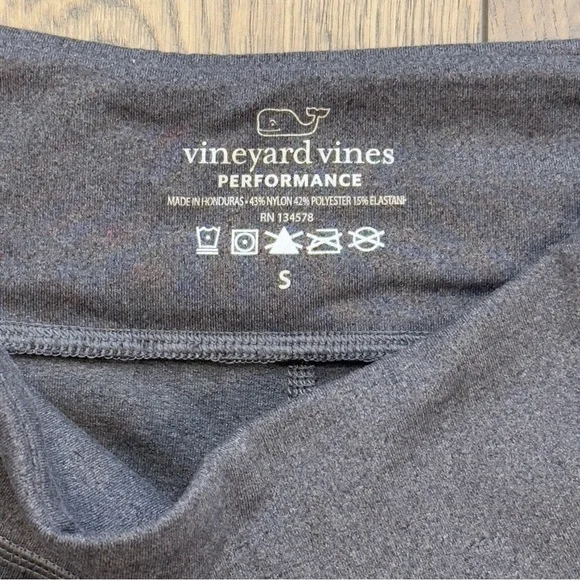 vineyard vines
PERFORMANCE
MADE IN HONDURAS • 43% NYLON 42% POLYESTER 15% ELASTANE
RN 134578
S